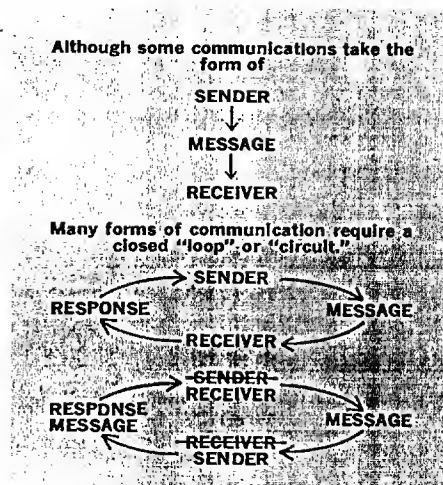 Although some communications take the
form of
SENDER
MESSAGE
RECEIVER
Many forms of communication require a
closed "loop" or "circuit."
SENDER
RESPONSE MESSAGE
RECEIVER
SENDER
RECEIVER
RESPDNSE
MESSAGE MESSAGE
RECEIVER
SENDER